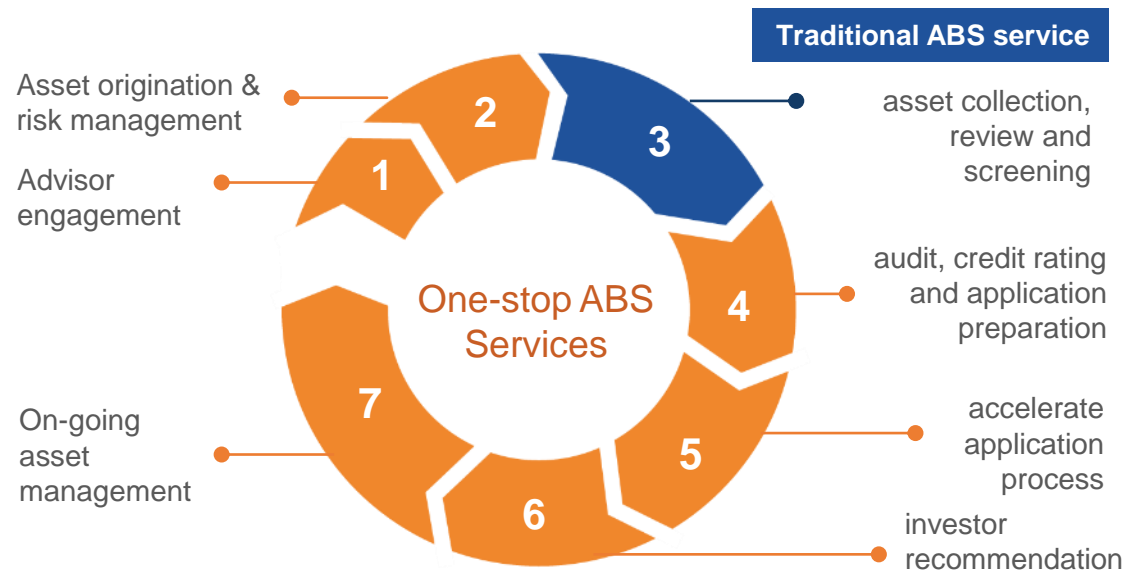 Traditional ABS service
Asset origination &
risk management
Advisor
engagement
1
2
3
asset collection,
review and
screening
audit, credit rating
and application
preparation
4
One-stop ABS
Services
accelerate
application
process
5
investor
recommendation
6
7
On-going
asset
management